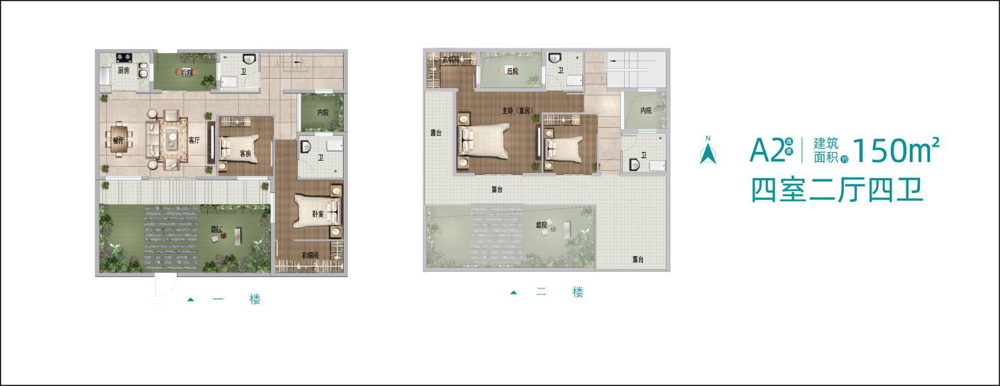 厨房
后院
卫
内院
餐厅
客厅
客房
卫
卧室
庭院
衣帽间
一 楼
衣帽间
后院
卫
主卧（套房）
内院
露台
卫
露台
庭院
露台
二 楼
N
A2 逸景 建筑面积约 150m²
四室二厅四卫